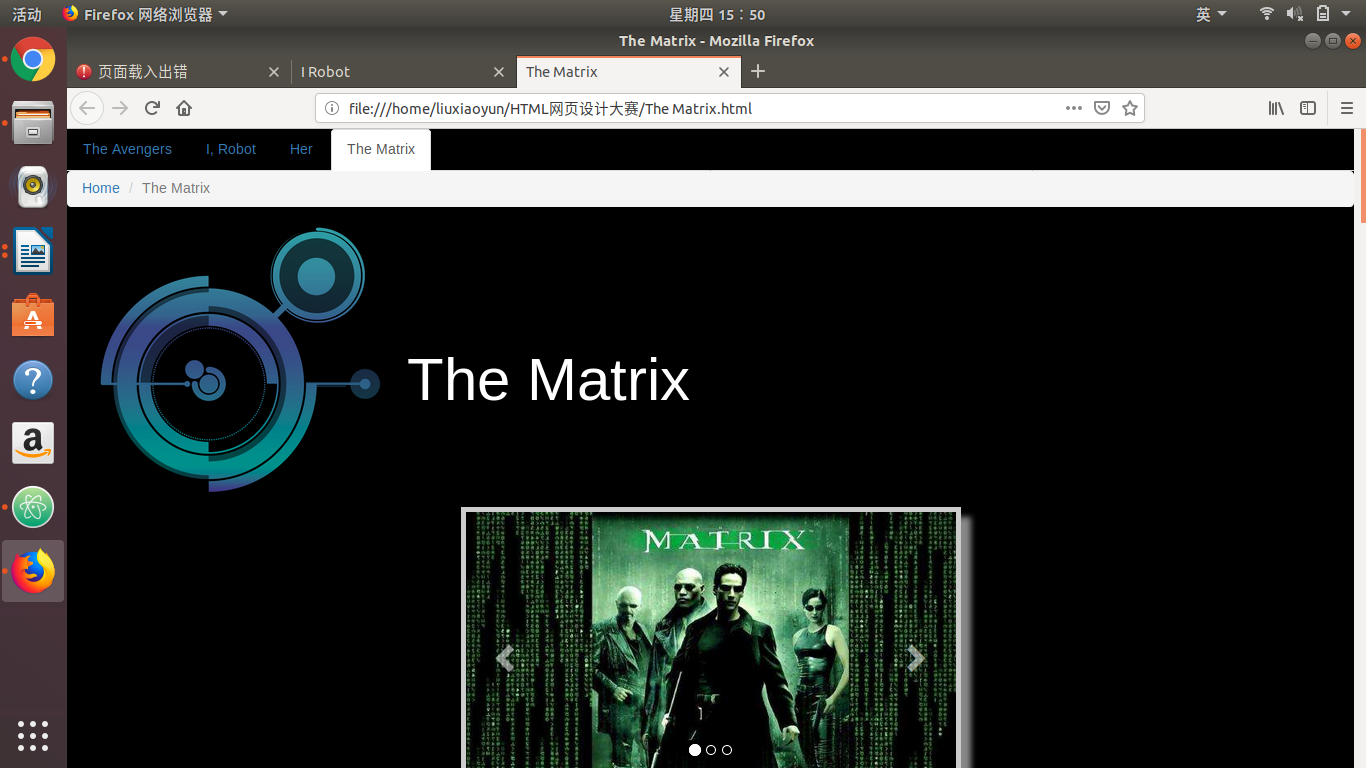 活动 Firefox 网络浏览器 星期四 15:50 英
The Matrix - Mozilla Firefox
页面载入出错 I Robot The Matrix
file:///home/liuxiaoyun/HTML网页设计大赛/The Matrix.html
The Avengers I, Robot Her The Matrix
Home / The Matrix
The Matrix
MATRIX